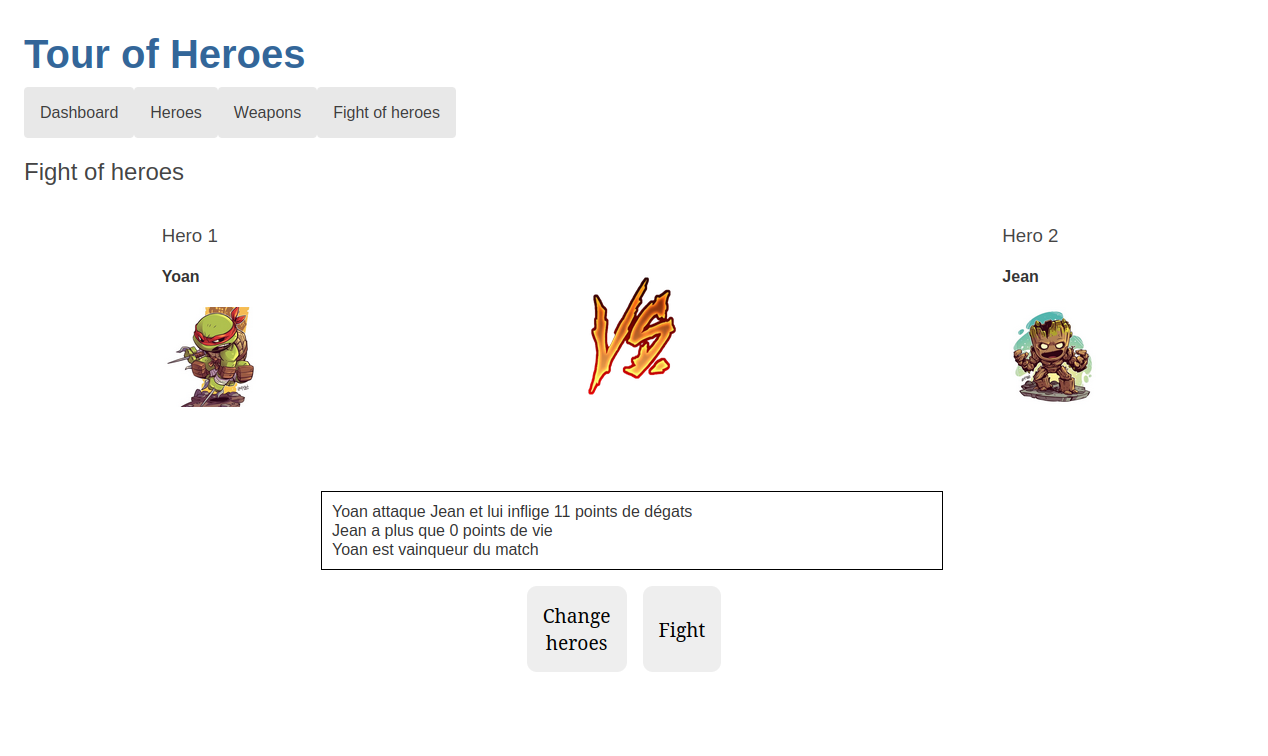 Tour of Heroes
Dashboard Heroes Weapons Fight of heroes
Fight of heroes
Hero 1
Yoan
VS.
Hero 2
Jean
Yoan attaque Jean et lui inflige 11 points de dégats
Jean a plus que 0 points de vie
Yoan est vainqueur du match
Change
heroes
Fight